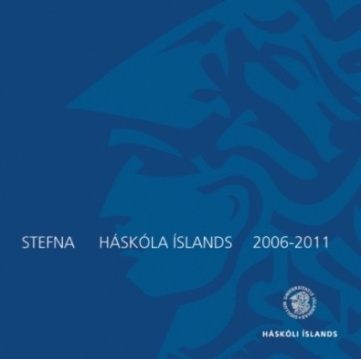 STEFNA HÁSKÓLA ÍSLANDS 2006-2011
HÁSKÓLI ÍSLANDS